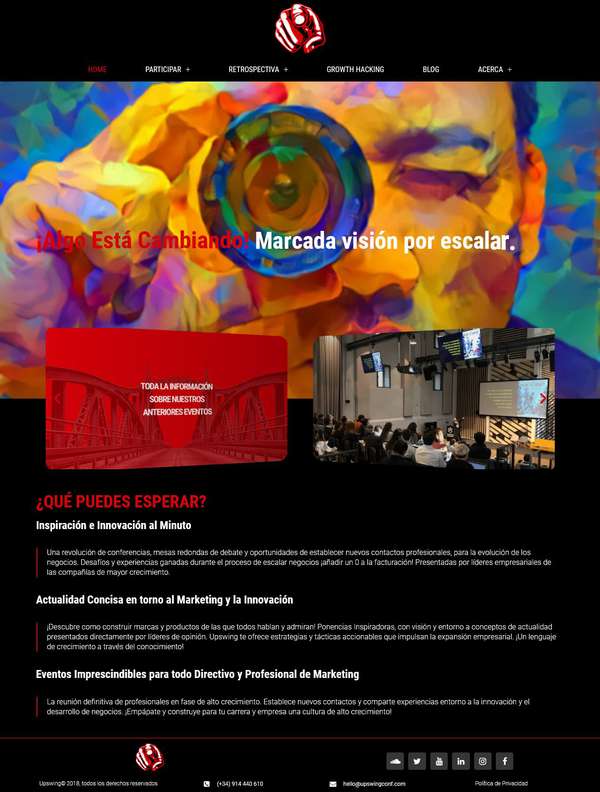 HOME
PARTICIPAR +
RETROSPECTIVA +
GROWTH HACKING
BLOG
ACERCA +
¡Algo Está Cambiando! Marcada visión por escalar.
TODA LA INFORMACIÓN
SOBRE NUESTROS
ANTERIORES EVENTOS
¿QUÉ PUEDES ESPERAR?
Inspiración e Innovación al Minuto
Una revolución de conferencias, mesas redondas de debate y oportunidades de establecer nuevos contactos profesionales, para la evolución de los
negocios. Desafíos y experiencias ganadas durante el proceso de escalar negocios ¡añadir un 0 a la facturación! Presentadas por líderes empresariales de
las compañías de mayor crecimiento.
Actualidad Concisa en torno al Marketing y la Innovación
¡Descubre como construir marcas y productos de las que todos hablan y admiran! Ponencias Inspiradoras, con visión y entorno a conceptos de actualidad
presentados directamente por líderes de opinión. Upswing te ofrece estrategias y tácticas accionables que impulsan la expansión empresarial. ¡Un lenguaje
de crecimiento a través del conocimiento!
Eventos Imprescindibles para todo Directivo y Profesional de Marketing
La reunión definiritiva de profesionales en fase de alto crecimiento. Establece nuevos contactos y comparte experiencias entorno a la innovación y el
desarrollo de negocios. ¡Empápate y construye para tu carrera y empresa una cultura de alto crecimiento!
Upswing© 2018, todos los derechos reservados
(+34) 914 440 610
hello@upswingconf.com
Política de Privacidad